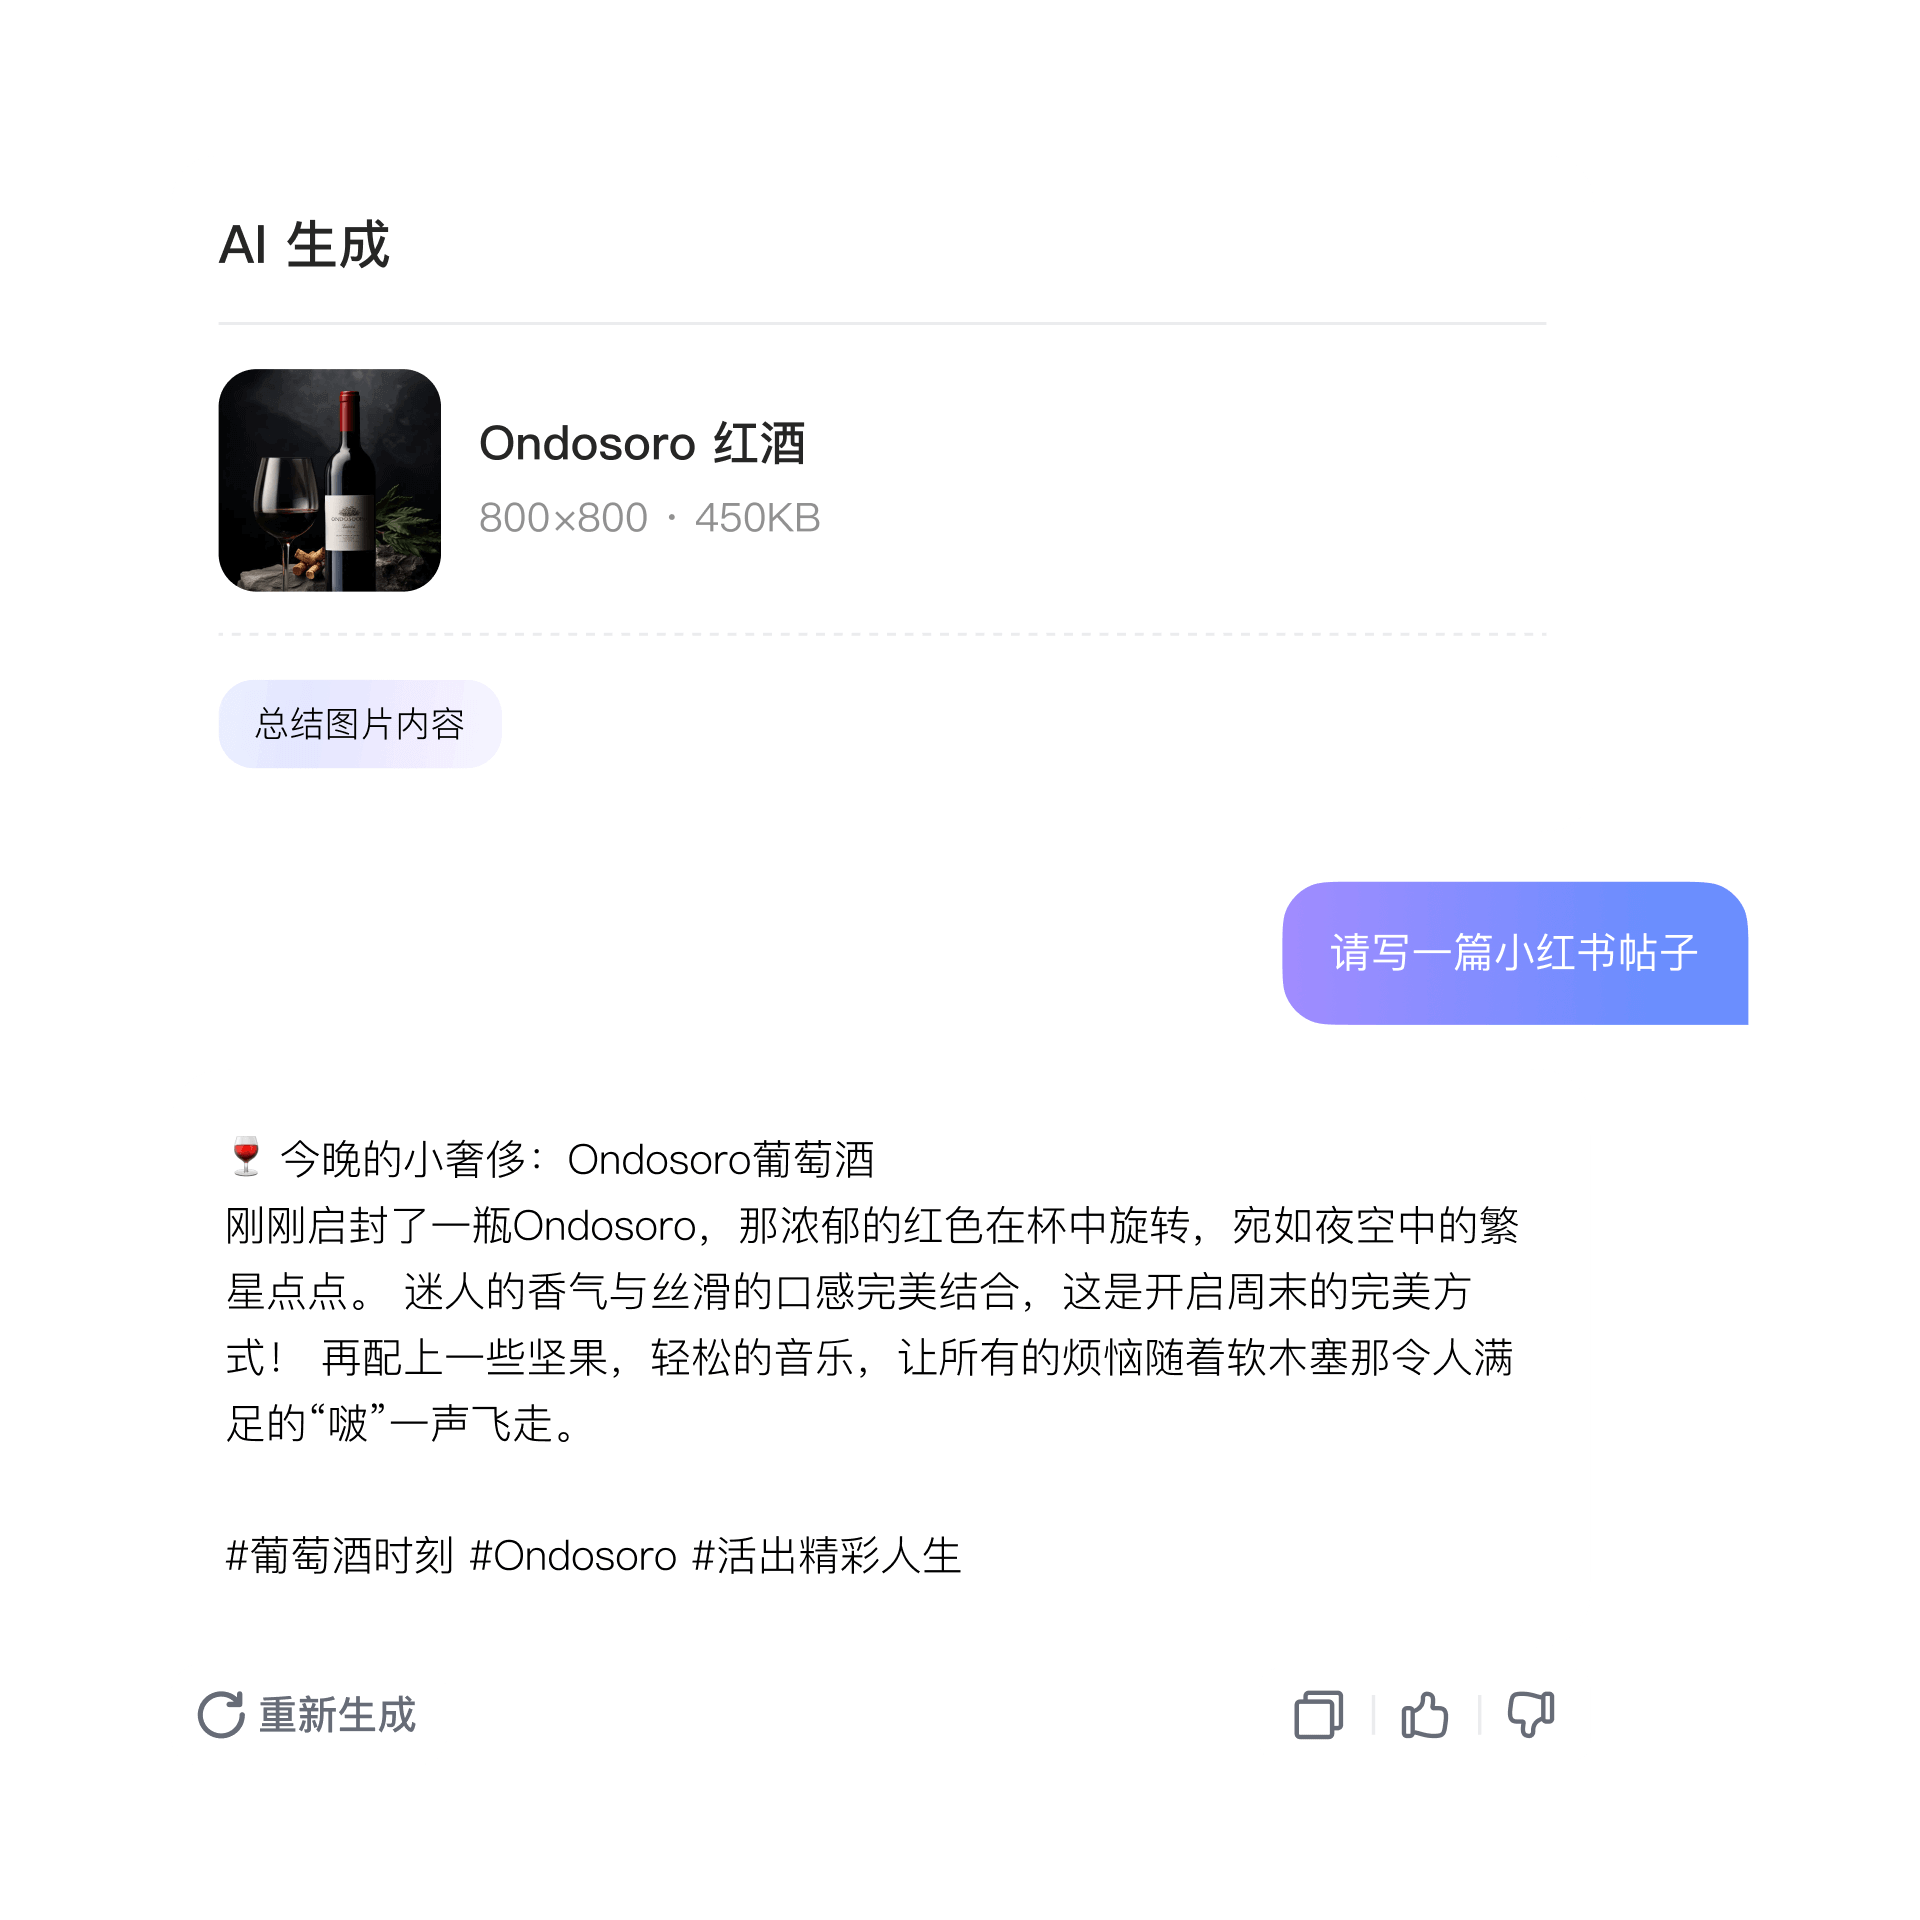 AI 生成
Ondosoro 红酒
800×800 · 450KB
ONDOSORO
总结图片内容
请写一篇小红书帖子
🍷 今晚的小奢侈：Ondosoro葡萄酒
刚刚启封了一瓶Ondosoro，那浓郁的红色在杯中旋转，宛如夜空中的繁
星点点。 迷人的香气与丝滑的口感完美结合，这是开启周末的完美方
式！ 再配上一些坚果，轻松的音乐，让所有的烦恼随着软木塞那令人满
足的“啵”一声飞走。
#葡萄酒时刻 #Ondosoro #活出精彩人生
重新生成